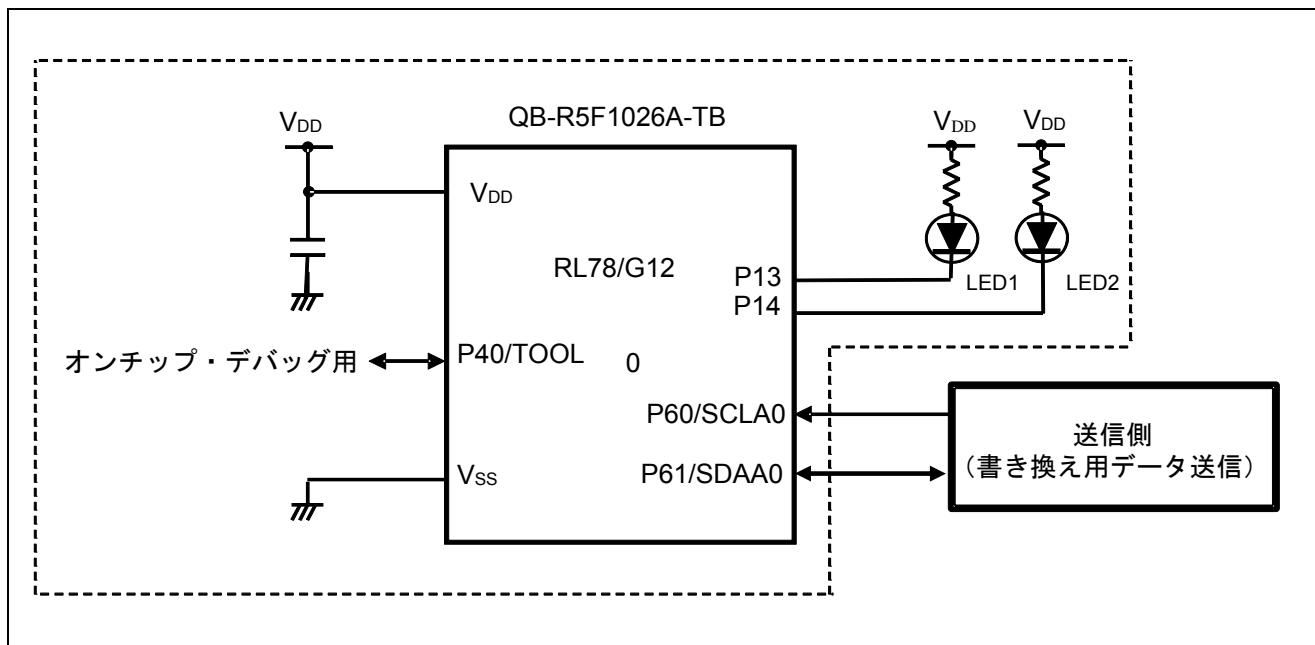 QB-R5F1026A-TB
VDD
VDD
VDD
VDD
RL78/G12
P13
P14
LED1
LED2
オンチップ・デバッグ用
P40/TOOL
0
P60/SCLA0
送信側
(書き換え用データ送信)
VSS
P61/SDAA0